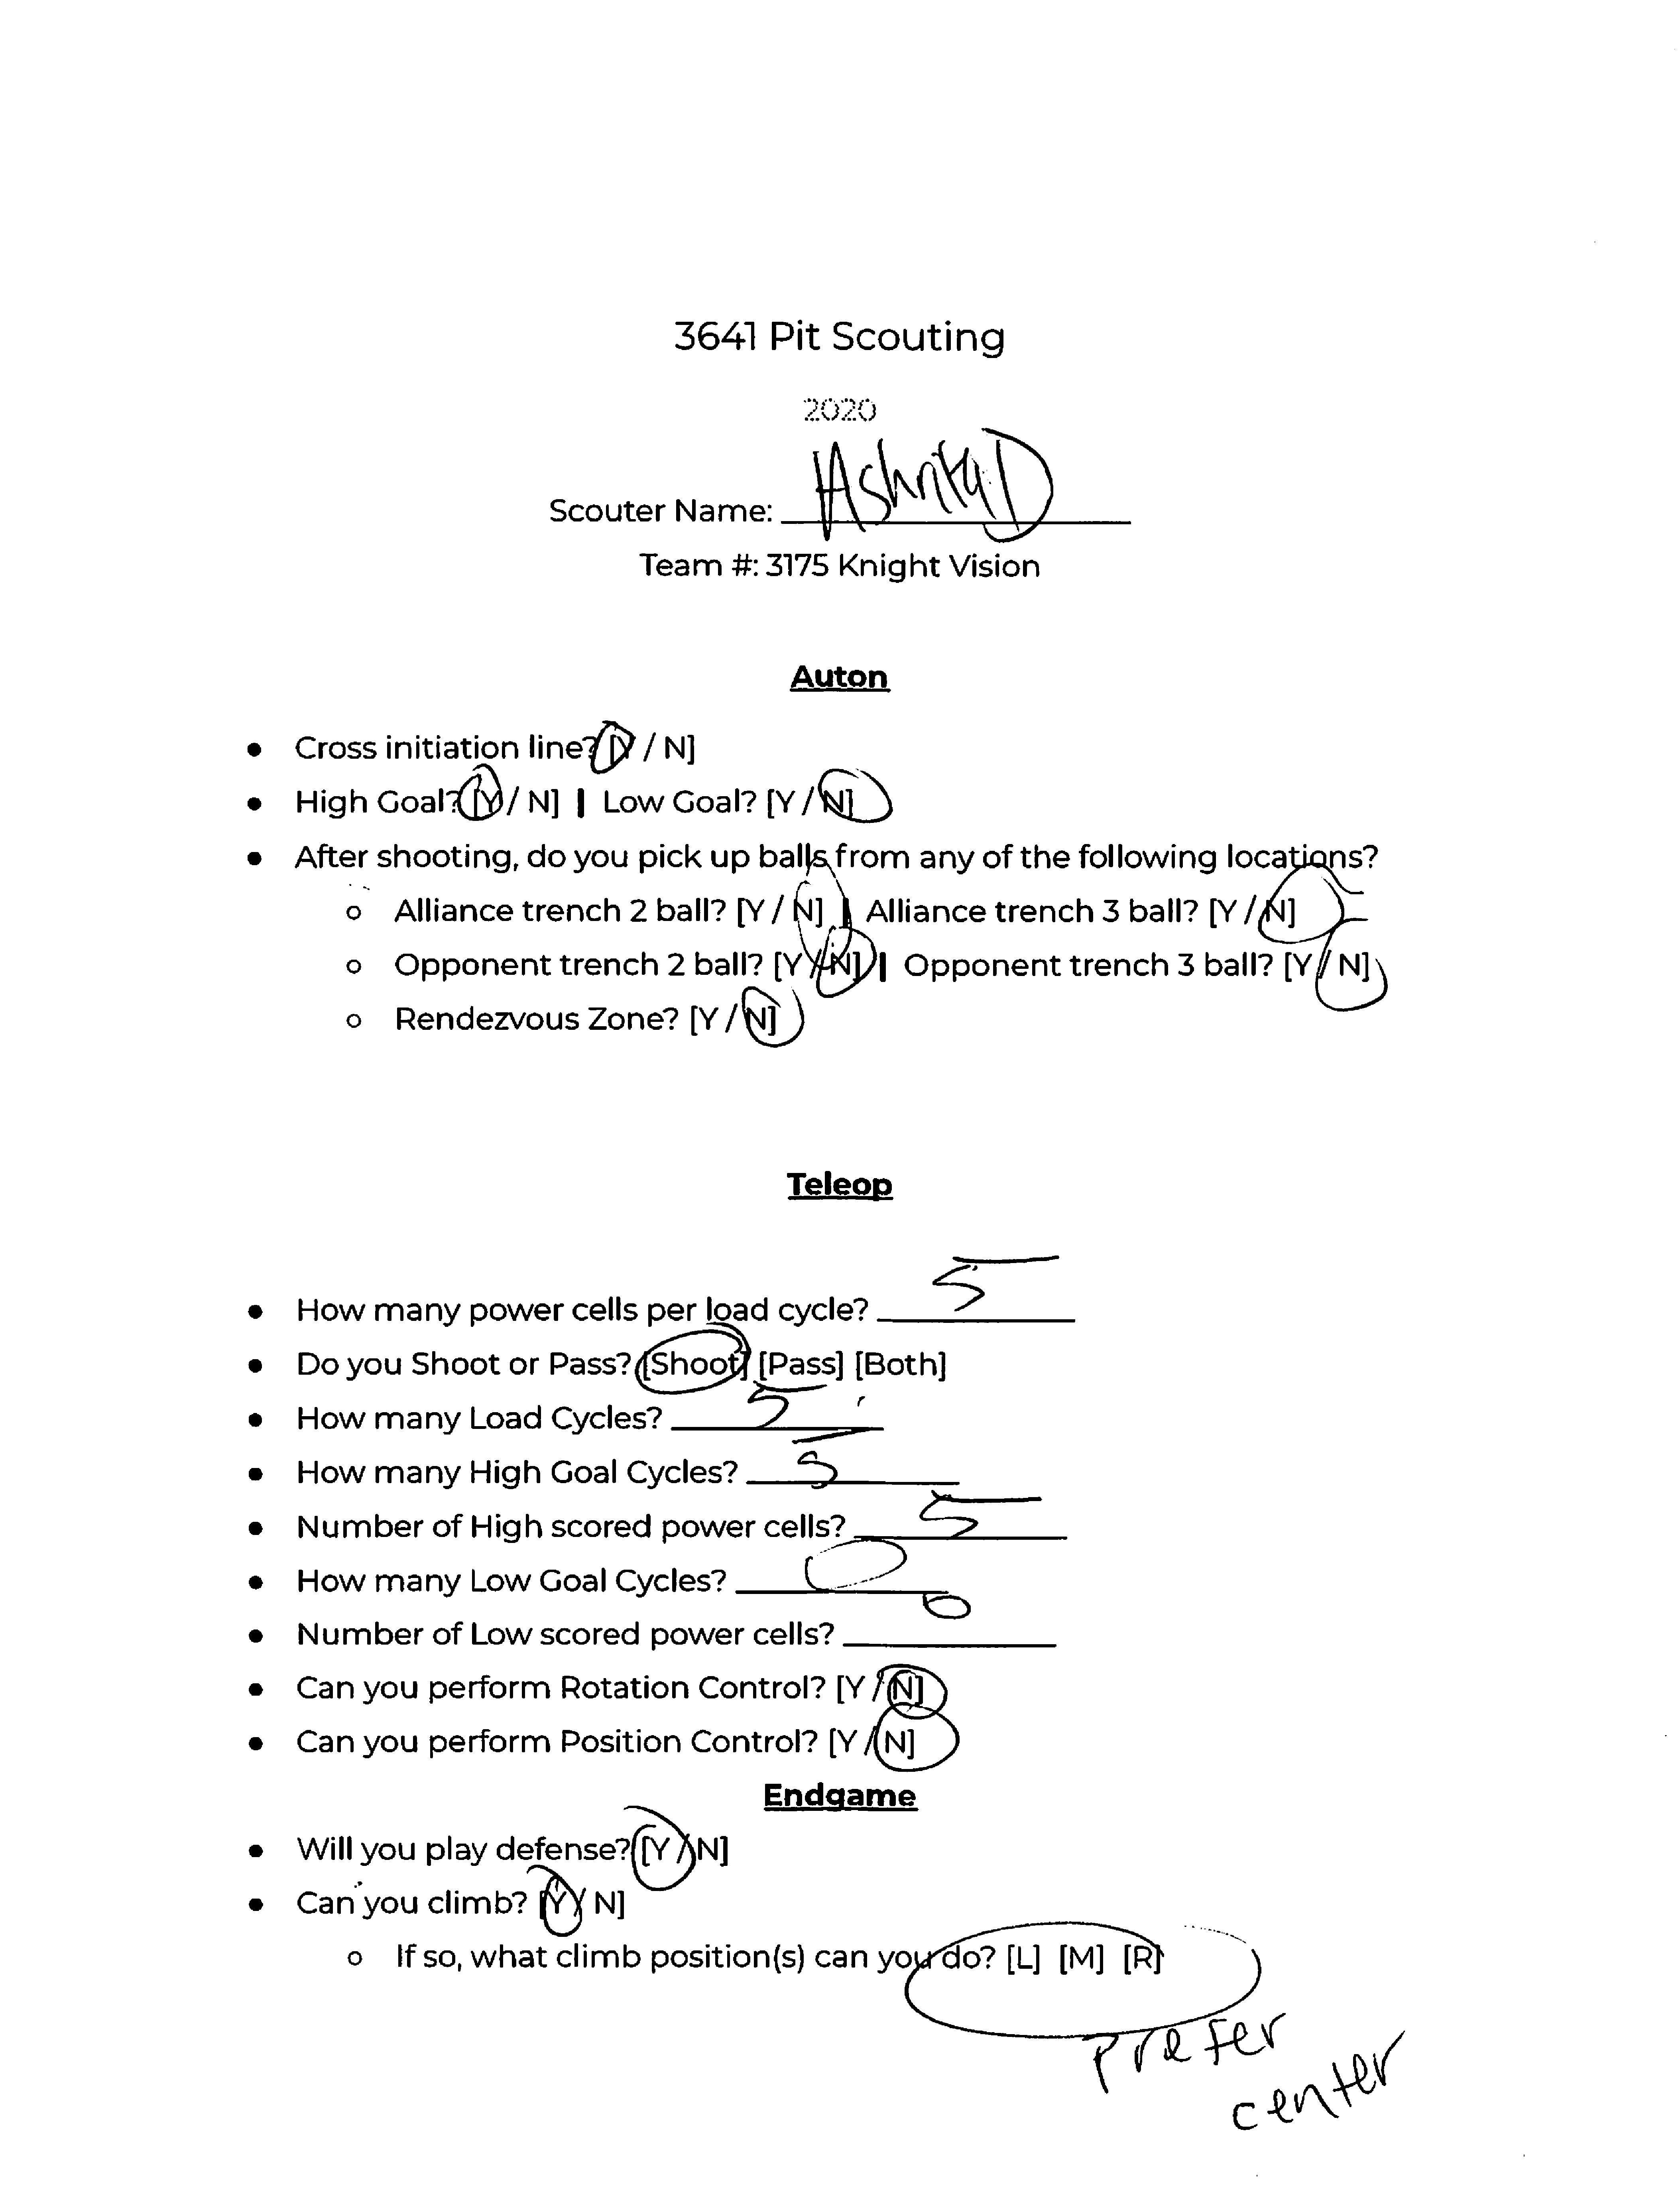 3641 Pit Scouting
2020
Scouter Name: Ashrita D
Team #: 3175 Knight Vision
Auton
• Cross initiation line? [Y / N]
• High Goal? [Y / N] | Low Goal? [Y / N]
• After shooting, do you pick up balls from any of the following locations?
o Alliance trench 2 ball? [Y / N] | Alliance trench 3 ball? [Y / N]
o Opponent trench 2 ball? [Y / N] | Opponent trench 3 ball? [Y / N]
o Rendezvous Zone? [Y / N]
Teleop
• How many power cells per load cycle? 5
• Do you Shoot or Pass? [Shoot] [Pass] [Both]
• How many Load Cycles? 5
• How many High Goal Cycles? 5
• Number of High scored power cells? 5
• How many Low Goal Cycles? 0
• Number of Low scored power cells? 0
• Can you perform Rotation Control? [Y / N]
• Can you perform Position Control? [Y / N]
Endgame
• Will you play defense? [Y / N]
• Can you climb? [Y / N]
o If so, what climb position(s) can you do? [L] [M] [R]
prefer
center